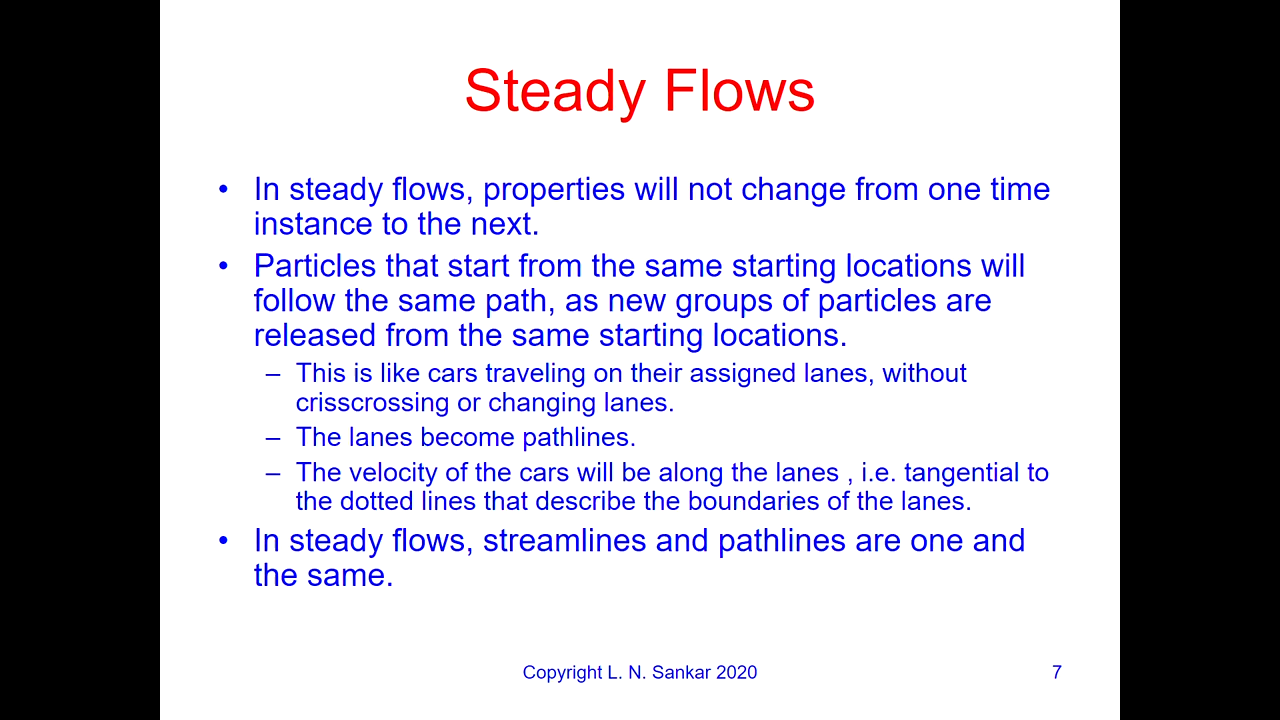 Steady Flows
• In steady flows, properties will not change from one time
instance to the next.
• Particles that start from the same starting locations will
follow the same path, as new groups of particles are
released from the same starting locations.
– This is like cars traveling on their assigned lanes, without
crisscrossing or changing lanes.
– The lanes become pathlines.
– The velocity of the cars will be along the lanes , i.e. tangential to
the dotted lines that describe the boundaries of the lanes.
• In steady flows, streamlines and pathlines are one and
the same.
Copyright L. N. Sankar 2020
7